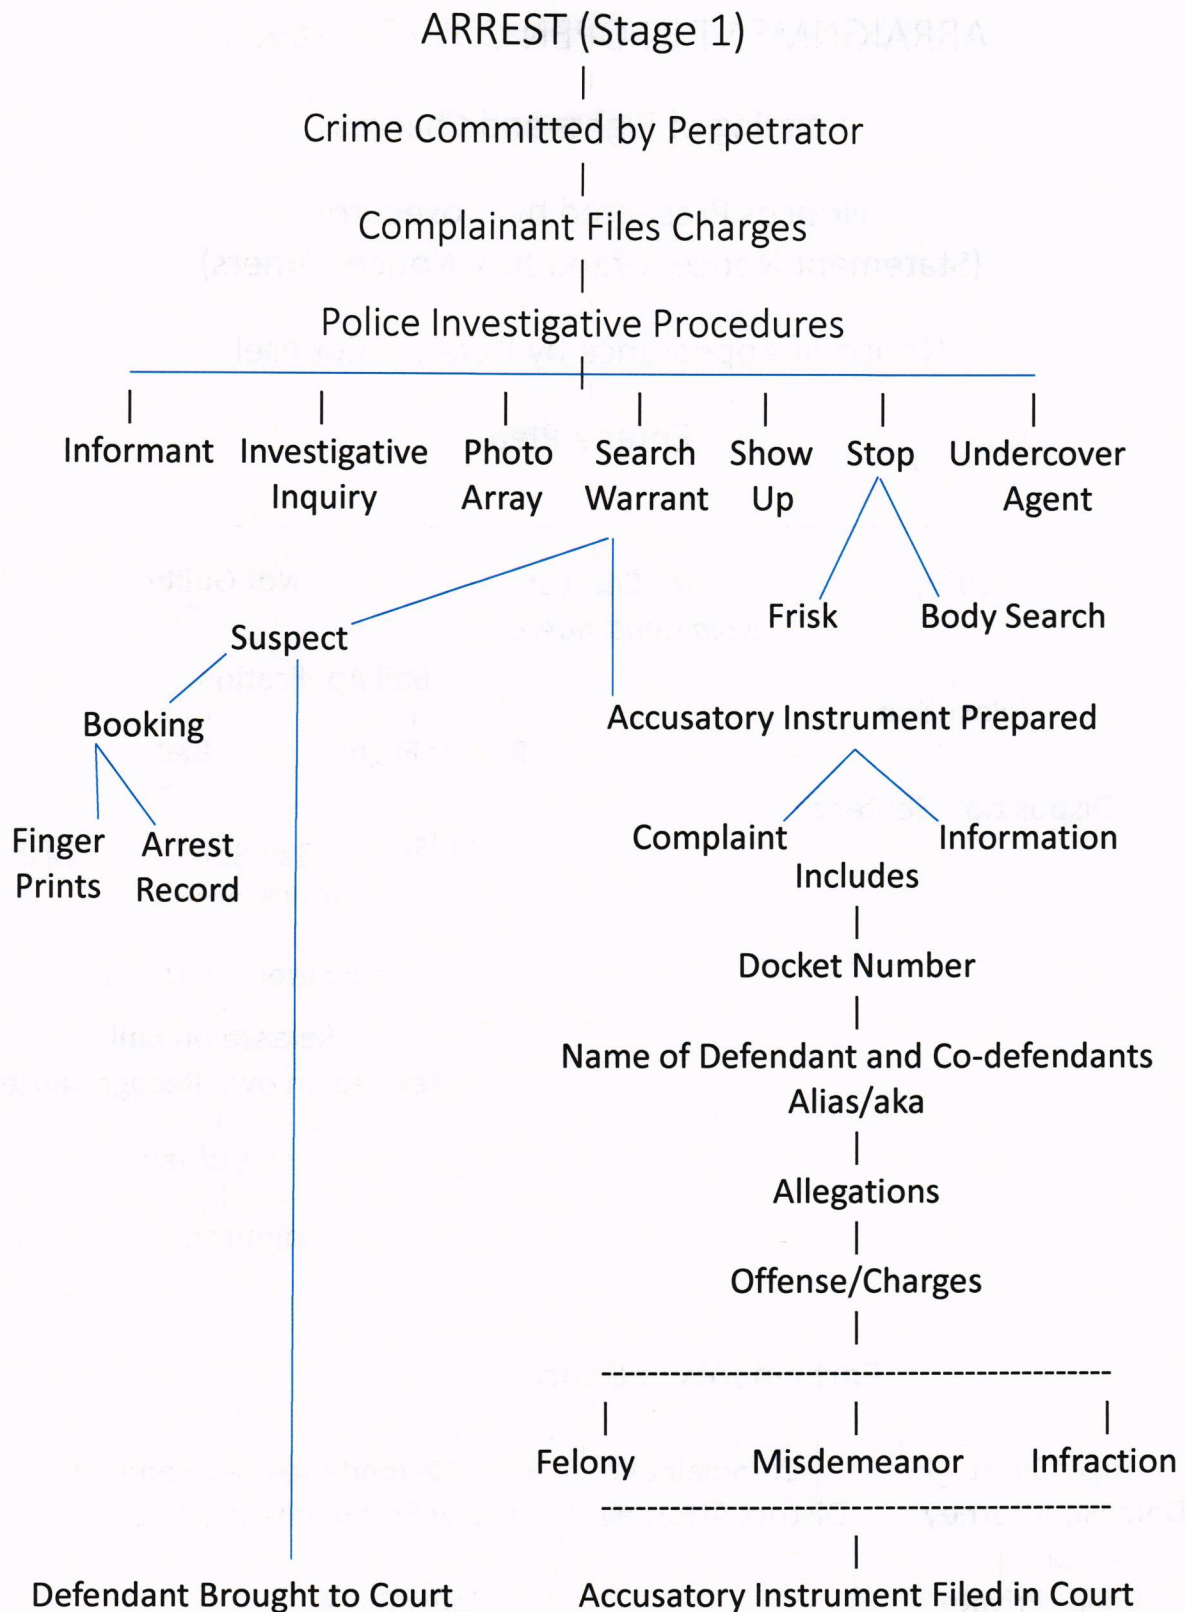 ARREST (Stage 1)
Crime Committed by Perpetrator
Complainant Files Charges
Police Investigative Procedures
Informant
Investigative
Inquiry
Photo
Array
Search
Warrant
Show
Up
Stop
Undercover
Agent
Frisk
Body Search
Suspect
Booking
Finger
Prints
Arrest
Record
Accusatory Instrument Prepared
Complaint
Information
Includes
Docket Number
Name of Defendant and Co-defendants
Alias/aka
Allegations
Offense/Charges
Felony
Misdemeanor
Infraction
Defendant Brought to Court
Accusatory Instrument Filed in Court